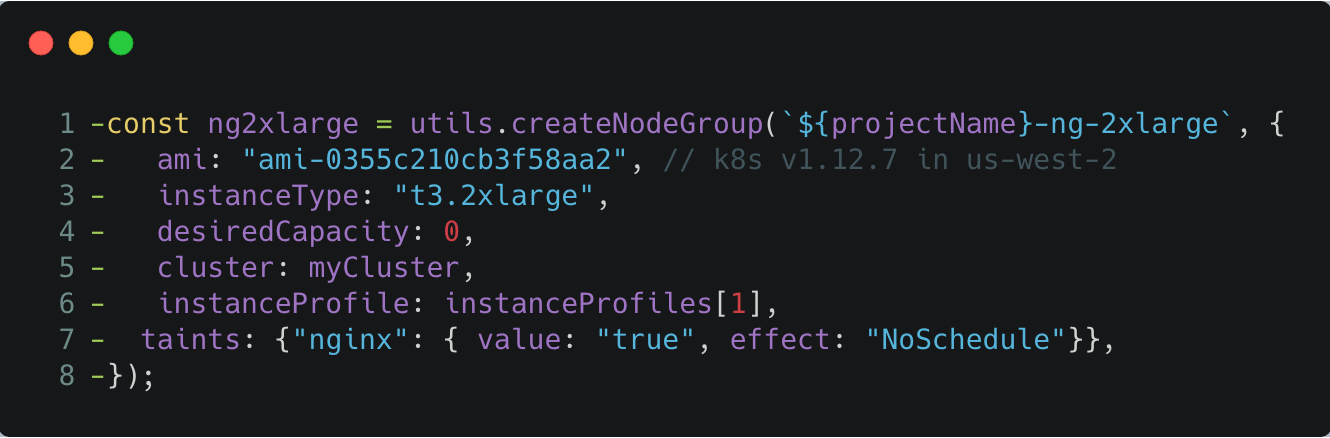 1 -const ng2xlarge = utils.createNodeGroup(`${projectName}-ng-2xlarge`, {
2 -   ami: "ami-0355c210cb3f58aa2", // k8s v1.12.7 in us-west-2
3 -   instanceType: "t3.2xlarge",
4 -   desiredCapacity: 0,
5 -   cluster: myCluster,
6 -   instanceProfile: instanceProfiles[1],
7 -  taints: {"nginx": { value: "true", effect: "NoSchedule"}},
8 -});